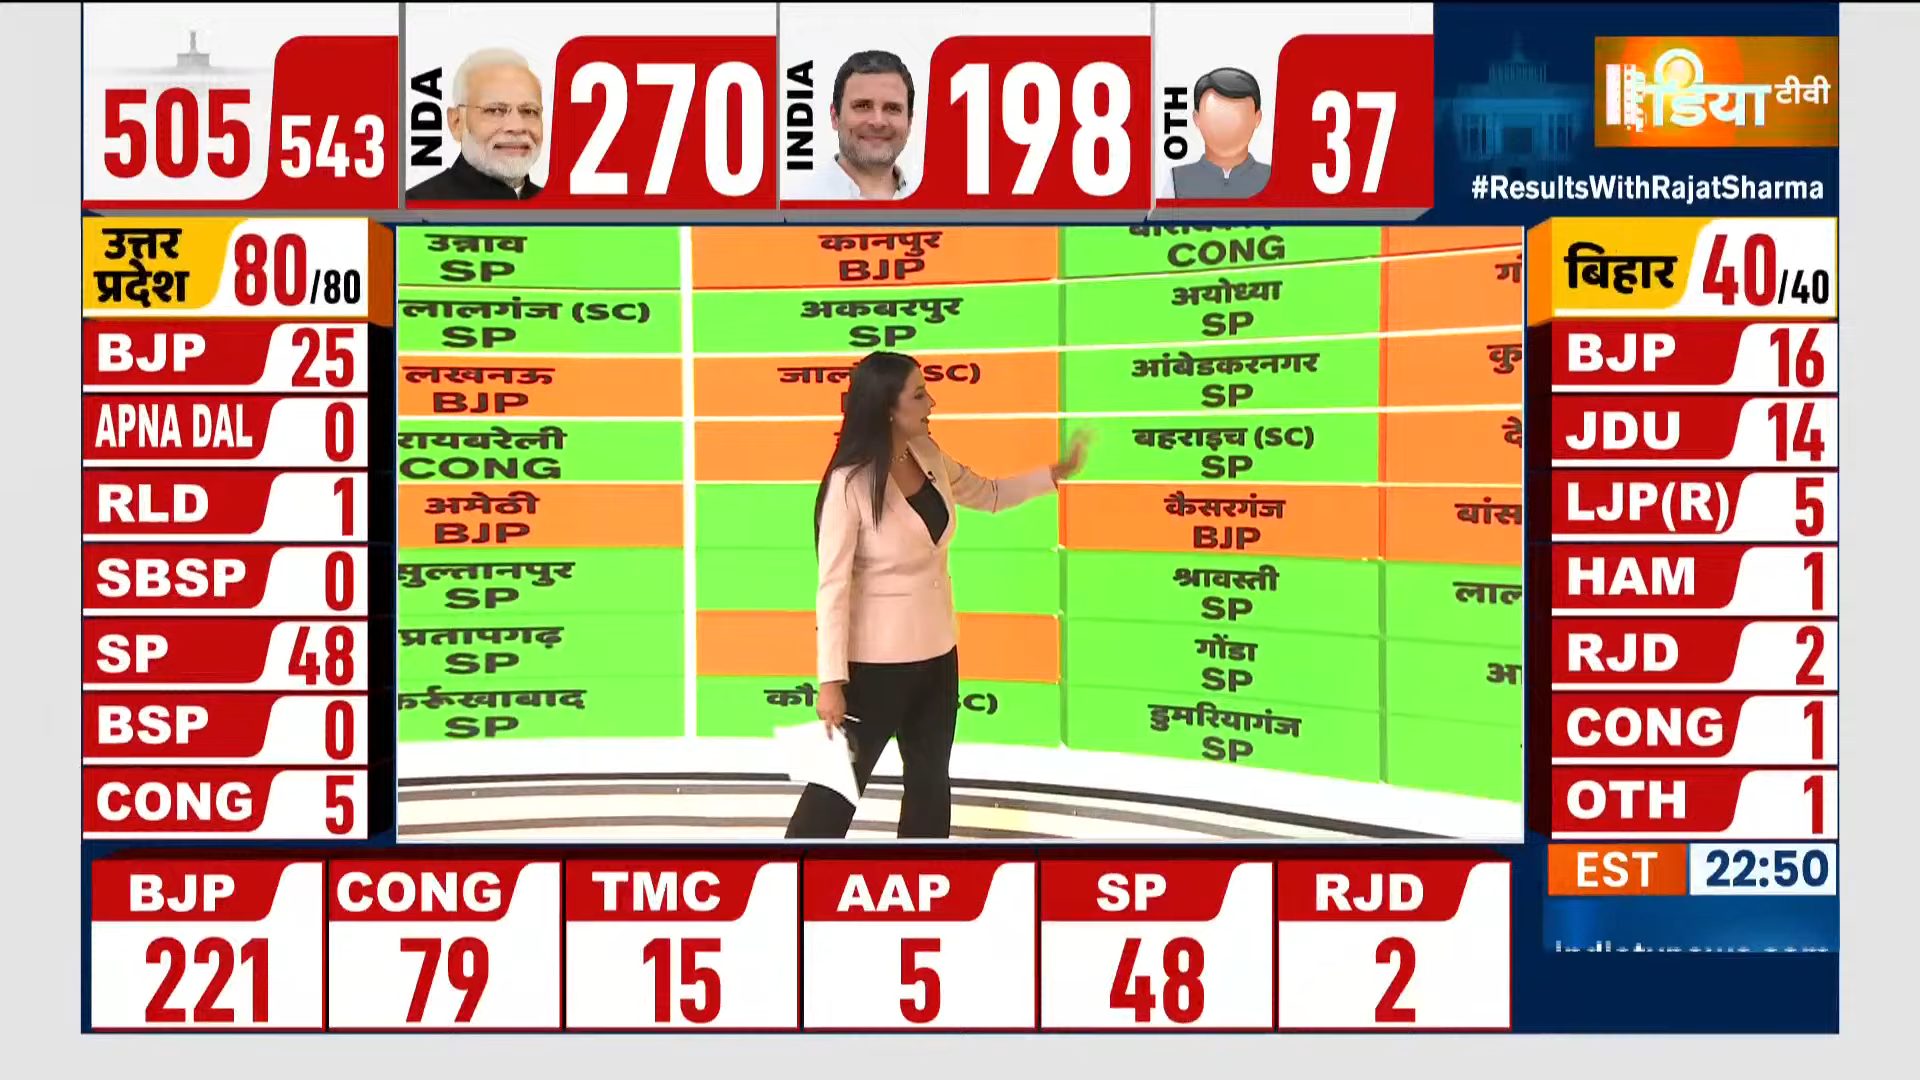 505
543
NDA
270
INDIA
198
OTH
37
इंडिया टीवी
#ResultsWithRajatSharma
उत्तर
प्रदेश
80/80
BJP 25
APNA DAL 0
RLD 1
SBSP 0
SP 48
BSP 0
CONG 5
उन्नाव
SP
लालगंज (SC)
SP
लखनऊ
BJP
रायबरेली
CONG
अमेठी
BJP
सुल्तानपुर
SP
प्रतापगढ़
SP
SP
कानपुर
BJP
अकबरपुर
SP
SC)
CONG
अयोध्या
SP
आंबेडकरनगर
SP
बहराइच (SC)
SP
कैसरगंज
BJP
श्रावस्ती
SP
गोंडा
SP
डुमरियागंज
SP
बिहार
40/40
BJP 16
JDU 14
LJP(R) 5
HAM 1
RJD 2
CONG 1
OTH 1
EST 22:50
BJP
221
CONG
79
TMC
15
AAP
5
SP
48
RJD
2